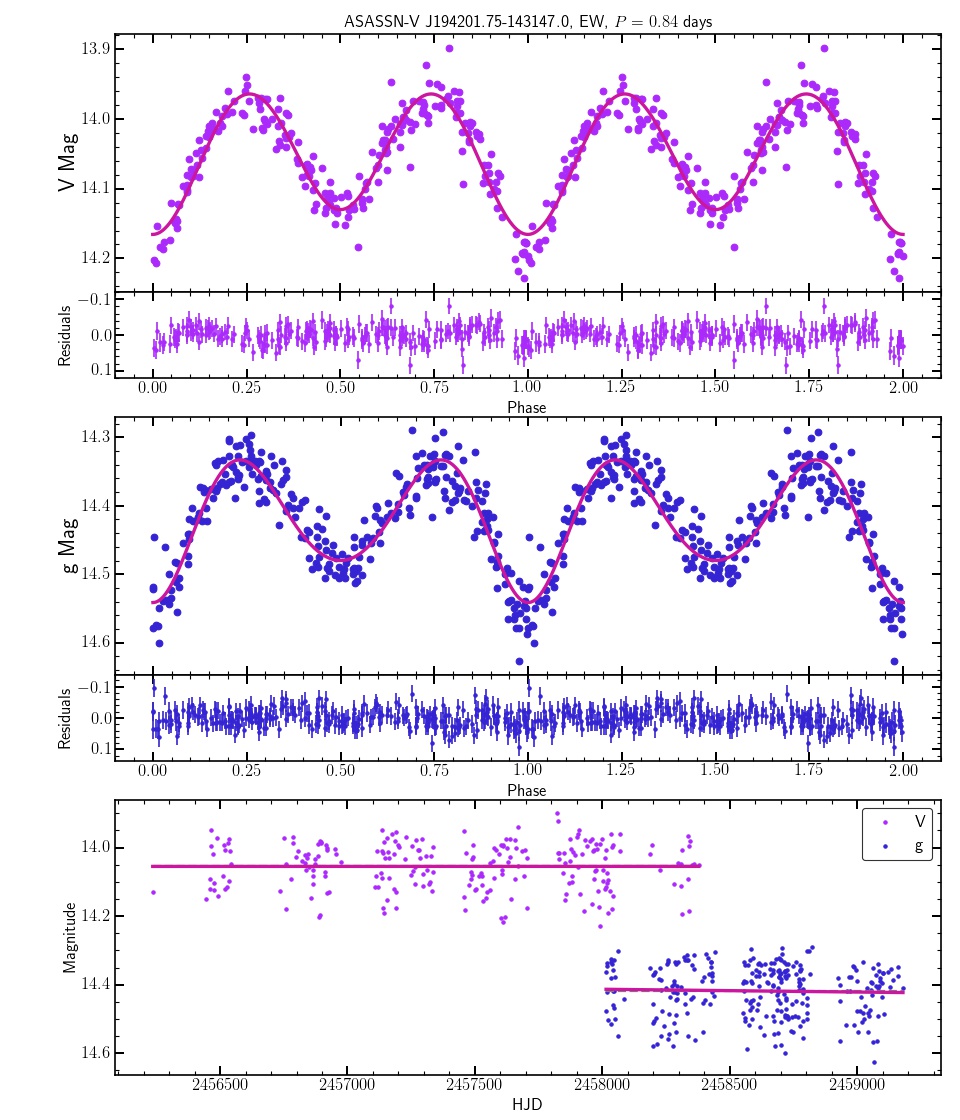 ASASSN-V J194201.75-143147.0, EW, P = 0.84 days
V Mag
13.9
14.0
14.1
14.2
Residuals
−0.1
0.0
0.1
0.00 0.25 0.50 0.75 1.00 1.25 1.50 1.75 2.00
Phase
g Mag
14.3
14.4
14.5
14.6
Residuals
−0.1
0.0
0.1
0.00 0.25 0.50 0.75 1.00 1.25 1.50 1.75 2.00
Phase
Magnitude
14.0
14.2
14.4
14.6
V
g
2456500 2457000 2457500 2458000 2458500 2459000
HJD